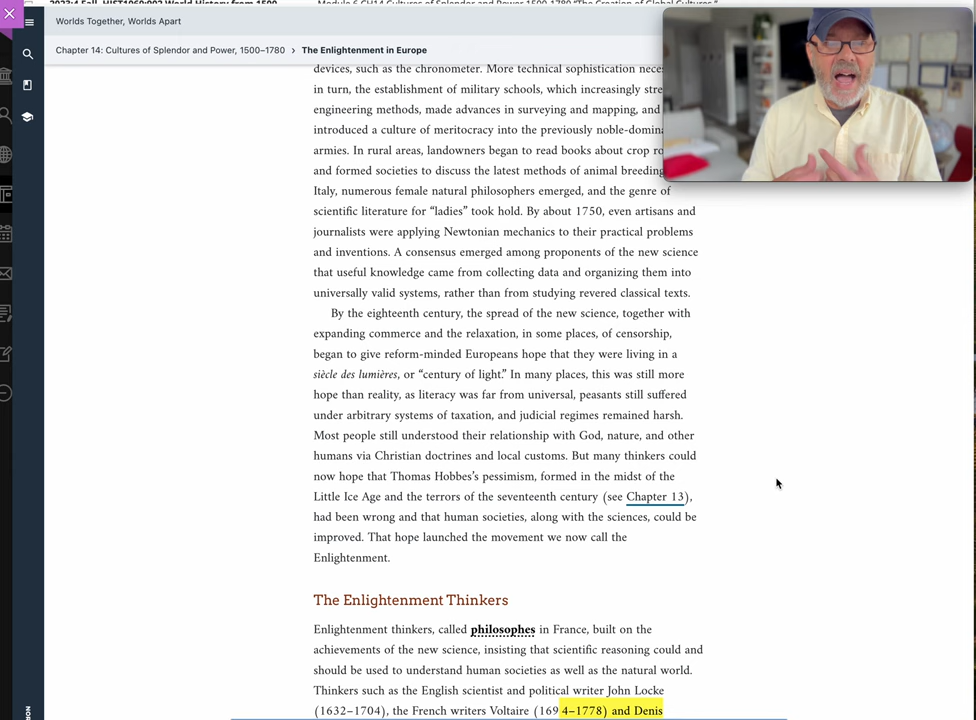 2023:4 Fall, HIST1060:002 World History from 1500
Module 6 CH14 Cultures of Splendor and Power 1500-1780 "The Creation of Global Cultures"
Worlds Together, Worlds Apart
Chapter 14: Cultures of Splendor and Power, 1500–1780 > The Enlightenment in Europe
devices, such as the chronometer. More technical sophistication
in turn, the establishment of military schools, which increasingly
engineering methods, made advances in surveying and mapping, and
introduced a culture of meritocracy into the previously
armies. In rural areas, landowners began to read books about crop
and formed societies to discuss the latest methods of animal breeding
Italy, numerous female natural philosophers emerged, and the genre of
scientific literature for “ladies” took hold. By about 1750, even artisans and
journalists were applying Newtonian mechanics to their practical problems
and inventions. A consensus emerged among proponents of the new science
that useful knowledge came from collecting data and organizing them into
universally valid systems, rather than from studying revered classical texts.
By the eighteenth century, the spread of the new science, together with
expanding commerce and the relaxation, in some places, of censorship,
began to give reform-minded Europeans hope that they were living in a
siècle des lumières, or “century of light.” In many places, this was still more
hope than reality, as literacy was far from universal, peasants still suffered
under arbitrary systems of taxation, and judicial regimes remained harsh.
Most people still understood their relationship with God, nature, and other
humans via Christian doctrines and local customs. But many thinkers could
now hope that Thomas Hobbes’s pessimism, formed in the midst of the
Little Ice Age and the terrors of the seventeenth century (see Chapter 13),
had been wrong and that human societies, along with the sciences, could be
improved. That hope launched the movement we now call the
Enlightenment.
The Enlightenment Thinkers
Enlightenment thinkers, called philosophes in France, built on the
achievements of the new science, insisting that scientific reasoning could and
should be used to understand human societies as well as the natural world.
Thinkers such as the English scientist and political writer John Locke
(1632–1704), the French writers Voltaire (1694–1778) and Denis